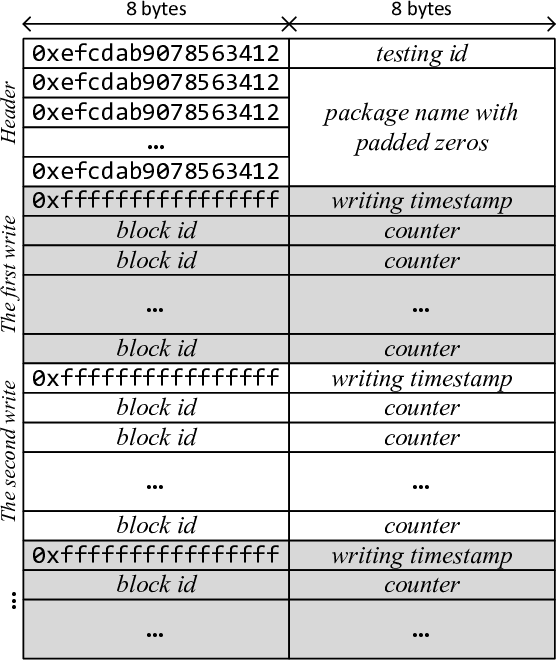 8 bytes 8 bytes
Header
0xefcdab9078563412 testing id
0xefcdab9078563412
0xefcdab9078563412 package name with
... padded zeros
0xefcdab9078563412
The first write
0xffffffffffffffff writing timestamp
block id counter
block id counter
... ...
block id counter
The second write
0xffffffffffffffff writing timestamp
block id counter
block id counter
... ...
block id counter
...
0xffffffffffffffff writing timestamp
block id counter
... ...